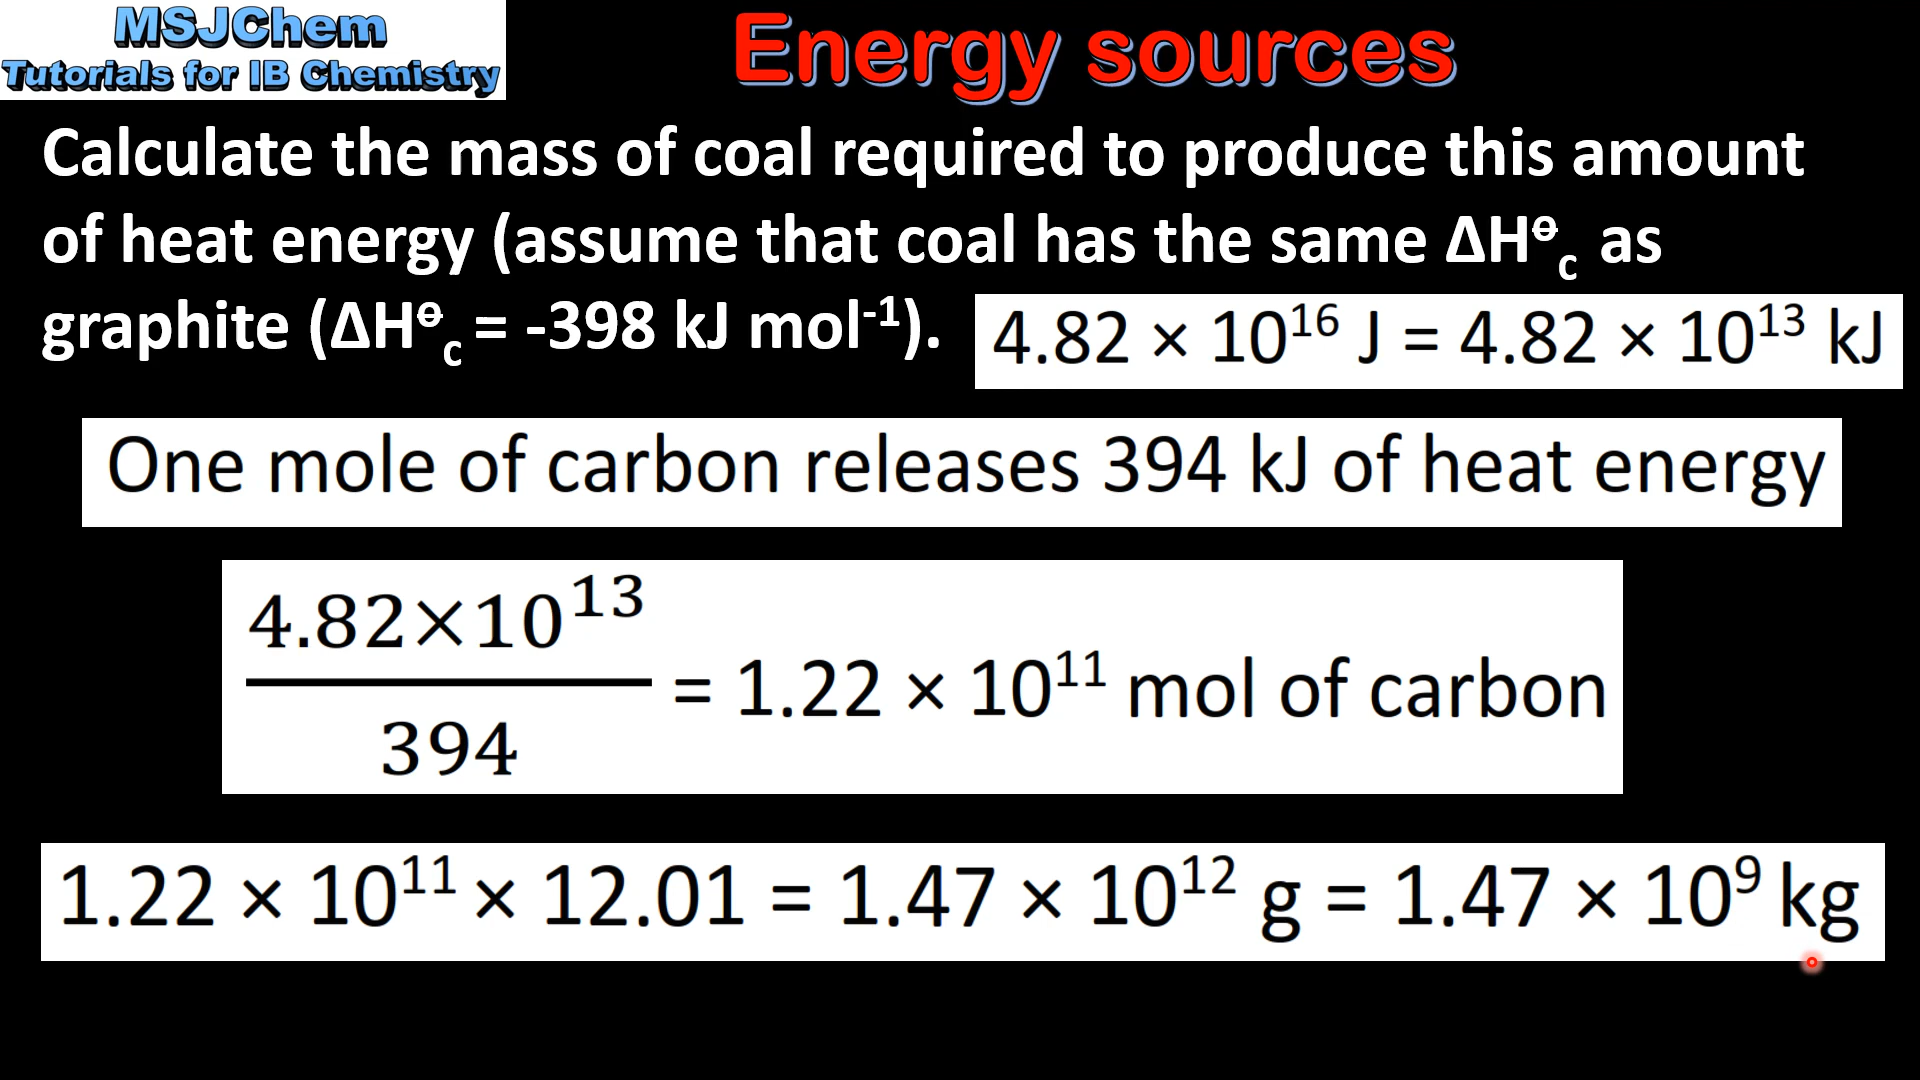 MSJChem
Tutorials for IB Chemistry
Energy sources
Calculate the mass of coal required to produce this amount
of heat energy (assume that coal has the same ΔH⦵c as
graphite (ΔH⦵c = -398 kJ mol⁻¹).
4.82 × 10¹⁶ J = 4.82 × 10¹³ kJ
One mole of carbon releases 394 kJ of heat energy
4.82×10¹³
394
= 1.22 × 10¹¹ mol of carbon
1.22 × 10¹¹ × 12.01 = 1.47 × 10¹² g = 1.47 × 10⁹ kg